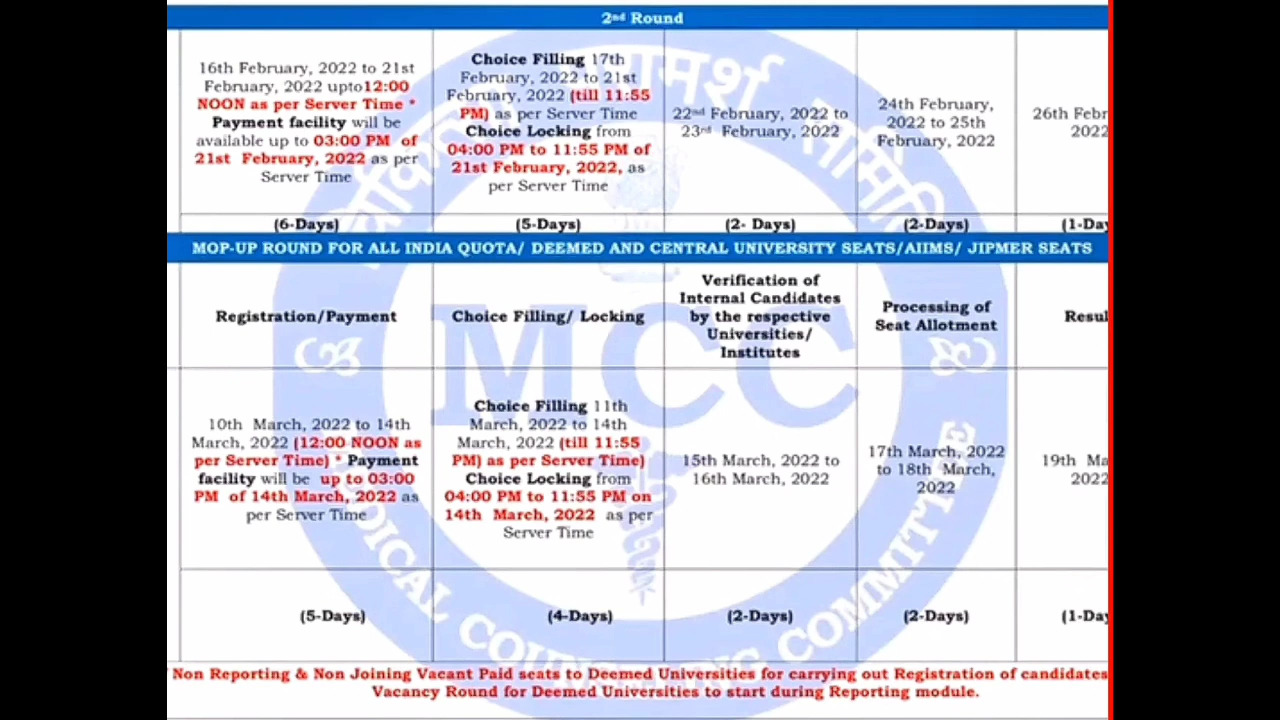 2nd Round
16th February, 2022 to 21st
February, 2022 upto12:00
NOON as per Server Time *
Payment facility will be
available up to 03:00 PM of
21st February, 2022 as per
Server Time
Choice Filling 17th
February, 2022 to 21st
February, 2022 (till 11:55
PM) as per Server Time
Choice Locking from
04:00 PM to 11:55 PM of
21st February, 2022, as
per Server Time
22nd February, 2022 to
23rd February, 2022
24th February,
2022 to 25th
February, 2022
26th Febr
2022
(6-Days)
(5-Days)
(2- Days)
(2-Days)
(1-Day
MOP-UP ROUND FOR ALL INDIA QUOTA/ DEEMED AND CENTRAL UNIVERSITY SEATS/AIIMS/ JIPMER SEATS
Registration/Payment
Choice Filling/ Locking
Verification of
Internal Candidates
by the respective
Universities/
Institutes
Processing of
Seat Allotment
Resul
10th March, 2022 to 14th
March, 2022 (12:00 NOON as
per Server Time) * Payment
facility will be up to 03:00
PM of 14th March, 2022 as
per Server Time
Choice Filling 11th
March, 2022 to 14th
March, 2022 (till 11:55
PM) as per Server Time)
Choice Locking from
04:00 PM to 11:55 PM on
14th March, 2022 as per
Server Time
15th March, 2022 to
16th March, 2022
17th March, 2022
to 18th March,
2022
19th Ma
2022
(5-Days)
(4-Days)
(2-Days)
(2-Days)
(1-Day
Non Reporting & Non Joining Vacant Paid seats to Deemed Universities for carrying out Registration of candidates
Vacancy Round for Deemed Universities to start during Reporting module.
MCC